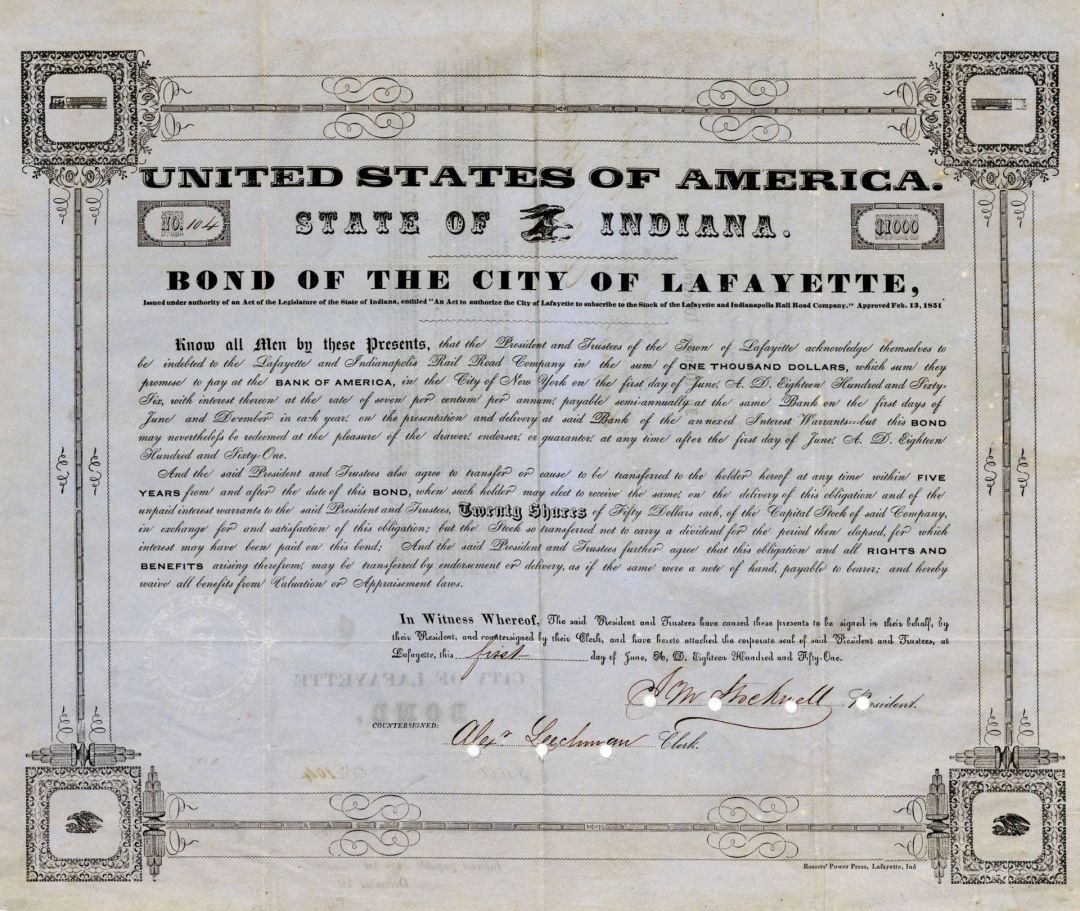 UNITED STATES OF AMERICA.
NO. 104
STATE OF INDIANA.
$1000
BOND OF THE CITY OF LAFAYETTE,
Issued under authority of an Act of the Legislature of the State of Indiana, entitled "An Act to authorize the City of Lafayette to subscribe to the Stock of the Lafayette and Indianapolis Rail Road Company." Approved Feb. 13, 1851
Know all Men by these Presents, that the President and Trustees of the Town of Lafayette acknowledge themselves to
be indebted to the Lafayette and Indianapolis Rail Road Company in the sum of ONE THOUSAND DOLLARS, which sum they
promise to pay at the BANK OF AMERICA, in the City of New York on the first day of June, A. D. Eighteen Hundred and Sixty-
Six, with interest thereon at the rate of seven per centum per annum, payable semi-annually at the same Bank on the first days of
June and December in each year, on the presentation and delivery at said Bank of the annexed Interest Warrants--but this BOND
may nevertheless be redeemed at the pleasure of the drawer, endorser, or guarantor, at any time after the first day of June, A. D. Eighteen
Hundred and Sixty-One.
And the said President and Trustees also agree to transfer or cause to be transferred to the holder hereof at any time within FIVE
YEARS from and after the date of this BOND, when such holder may elect to receive the same, on the delivery of this obligation and of the
unpaid interest warrants to the said President and Trustees, Twenty Shares of Fifty Dollars each, of the Capital Stock of said Company,
in exchange for and satisfaction of this obligation; but the Stock so transferred not to carry a dividend for the period then elapsed, for which
interest may have been paid on this bond; And the said President and Trustees further agree that this obligation and all RIGHTS AND
BENEFITS arising therefrom, may be transferred by endorsement or delivery, as if the same were a note of hand, payable to bearer; and hereby
waive all benefits from Valuation or Appraisement laws.
In Witness Whereof, The said President and Trustees have caused these presents to be signed in their behalf, by
their President, and countersigned by their Clerk, and have hereto attached the corporate seal of said President and Trustees, at
Lafayette, this first day of June, A. D. Eighteen Hundred and Fifty-One.
Stockwell President.
COUNTERSIGNED: Alexr Leechman Clerk.
CITY OF LAFAYETTE
BOND,
Rossers' Power Press, Lafayette, Ind